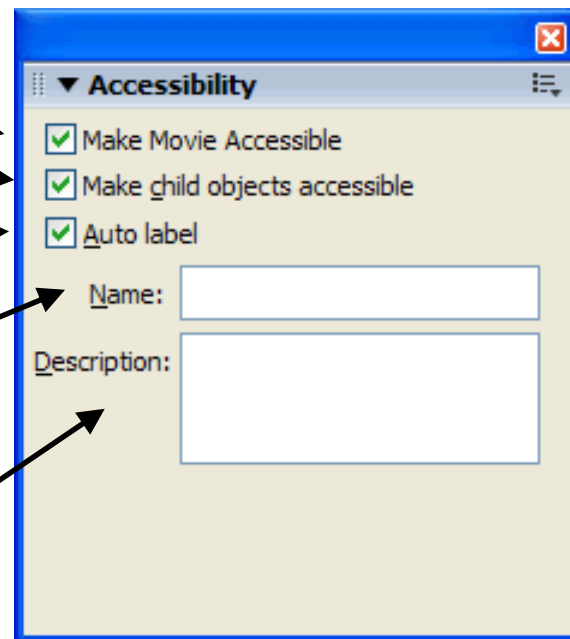 Accessibility
Make Movie Accessible
Make child objects accessible
Auto label
Name:
Description: